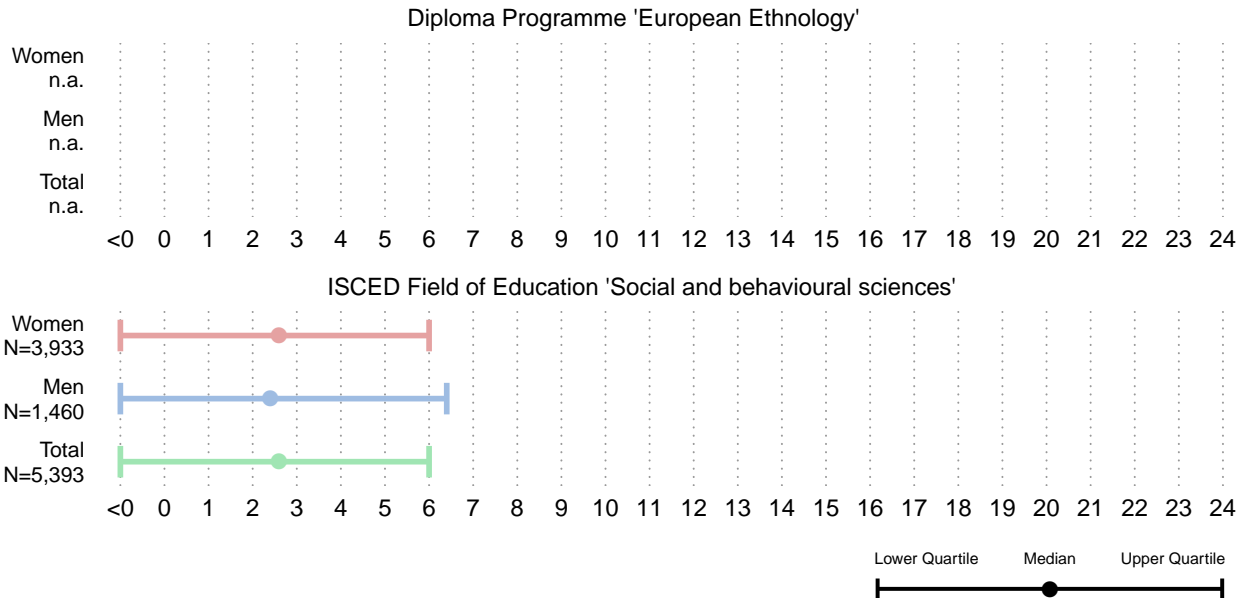 Diploma Programme 'European Ethnology'
Women
n.a.
Men
n.a.
Total
n.a.
<0 0 1 2 3 4 5 6 7 8 9 10 11 12 13 14 15 16 17 18 19 20 21 22 23 24
ISCED Field of Education 'Social and behavioural sciences'
Women
N=3,933
Men
N=1,460
Total
N=5,393
<0 0 1 2 3 4 5 6 7 8 9 10 11 12 13 14 15 16 17 18 19 20 21 22 23 24
Lower Quartile Median Upper Quartile